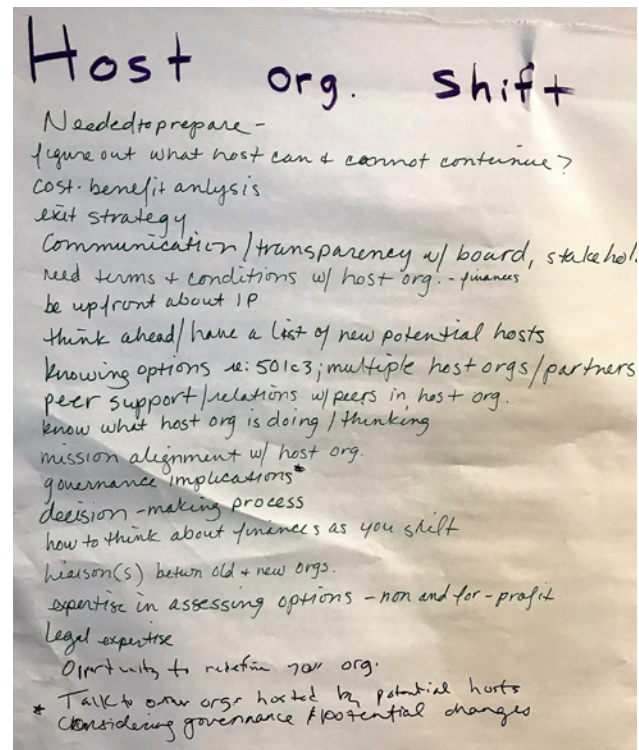 Host org. shift
Needed to prepare -
figure out what host can & cannot continue?
cost-benefit anlysis
exit strategy
Communication/transparency w/ board, stakehol
need terms & conditions w/ host org. - finances
be upfront about IP
think ahead/have a list of new potential hosts
knowing options re: 501c3; multiple host orgs/partners
peer support/relations w/ peers in host org.
know what host org is doing/thinking
mission alignment w/ host org.
governance implications*
decision-making process
how to think about finances as you shift
liaison(s) betwn old & new orgs.
expertise in assessing options - non and for-profit
Legal expertise
Opportunity to redefine your org.
* Talk to other orgs hosted by potential hosts
considering governance & potential changes